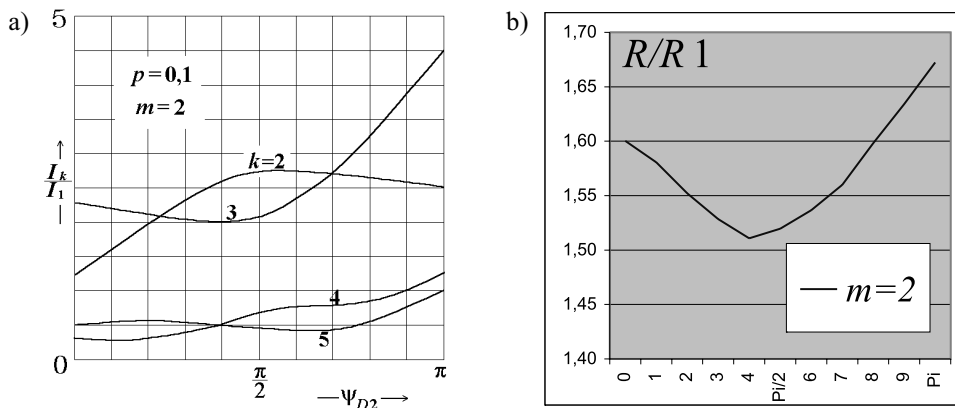 a)
5
p=0,1
m=2
I_k
I_1
k=2
3
4
5
0
π
2
π
Ψ_D2
b)
R/R 1
1,70
1,65
1,60
1,55
1,50
1,45
1,40
m=2
0 1 2 3 4 Pi/2 6 7 8 9 Pi